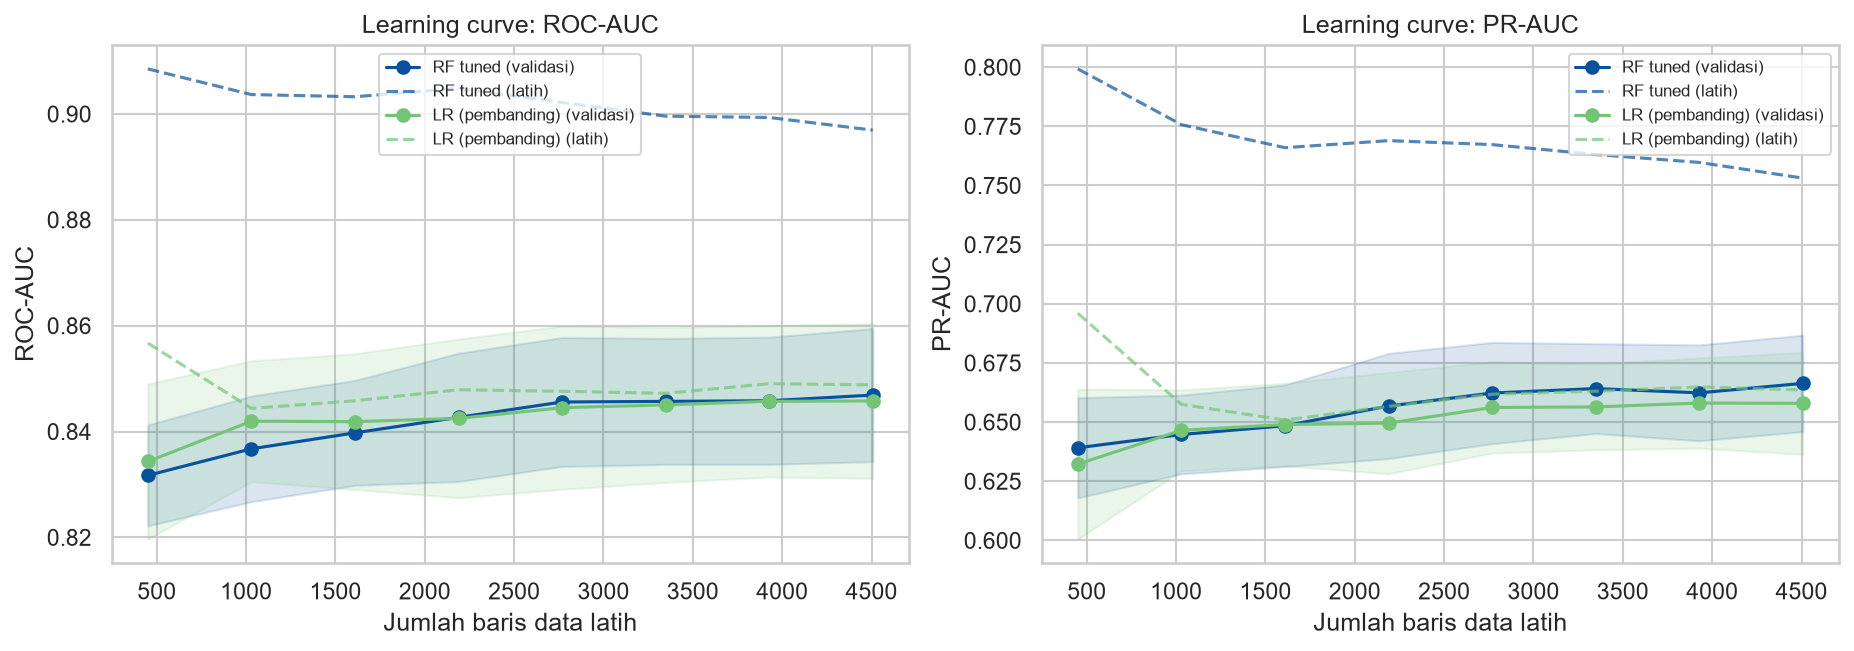 Learning curve: ROC-AUC
RF tuned (validasi)
RF tuned (latih)
LR (pembanding) (validasi)
LR (pembanding) (latih)
ROC-AUC
0.90
0.88
0.86
0.84
0.82
500 1000 1500 2000 2500 3000 3500 4000 4500
Jumlah baris data latih
Learning curve: PR-AUC
RF tuned (validasi)
RF tuned (latih)
LR (pembanding) (validasi)
LR (pembanding) (latih)
PR-AUC
0.800
0.775
0.750
0.725
0.700
0.675
0.650
0.625
0.600
500 1000 1500 2000 2500 3000 3500 4000 4500
Jumlah baris data latih